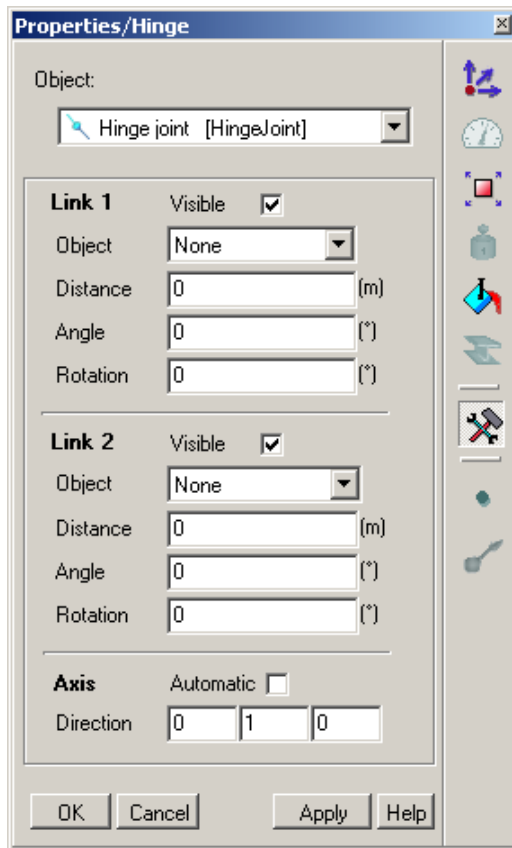 Properties/Hinge
Object:
Hinge joint [HingeJoint]
Link 1 Visible
Object None
Distance 0 (m)
Angle 0 (°)
Rotation 0 (°)
Link 2 Visible
Object None
Distance 0 (m)
Angle 0 (°)
Rotation 0 (°)
Axis Automatic
Direction 0 1 0
OK Cancel Apply Help